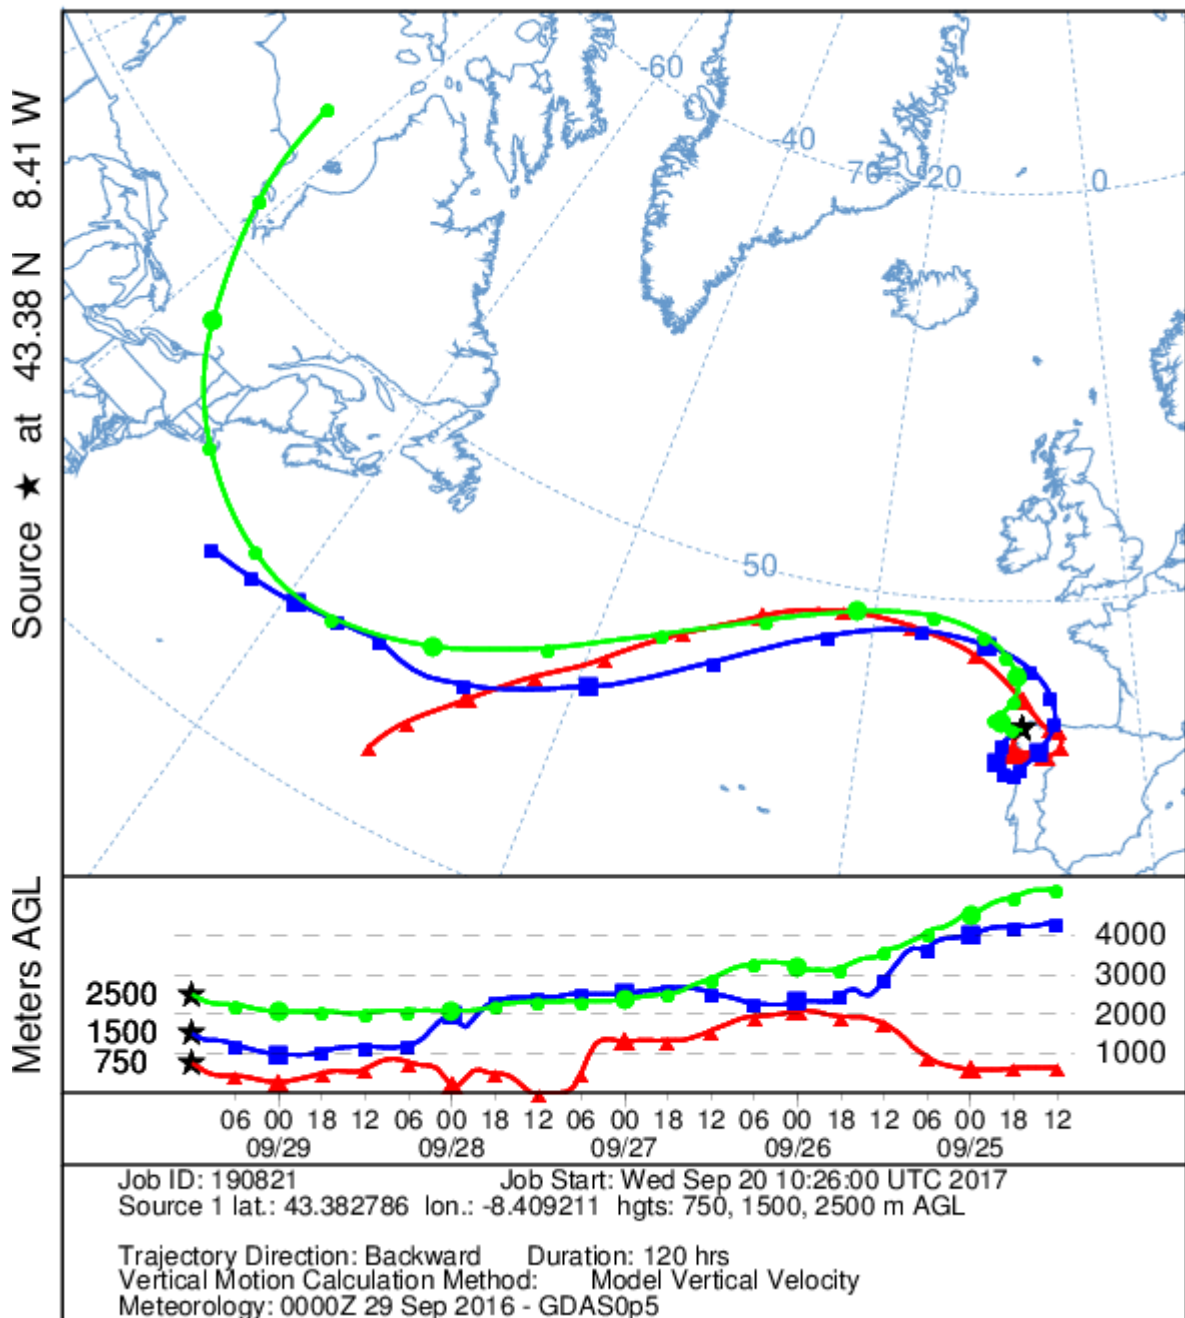 Source ★ at 43.38 N 8.41 W
-60
-40
70
-20
0
50
Meters AGL
4000
3000
2500
2000
1500
1000
750
06 00 18 12 06 00 18 12 06 00 18 12 06 00 18 12 06 00 18 12
09/29 09/28 09/27 09/26 09/25
Job ID: 190821 Job Start: Wed Sep 20 10:26:00 UTC 2017
Source 1 lat.: 43.382786 lon.: -8.409211 hgts: 750, 1500, 2500 m AGL
Trajectory Direction: Backward Duration: 120 hrs
Vertical Motion Calculation Method: Model Vertical Velocity
Meteorology: 0000Z 29 Sep 2016 - GDAS0p5